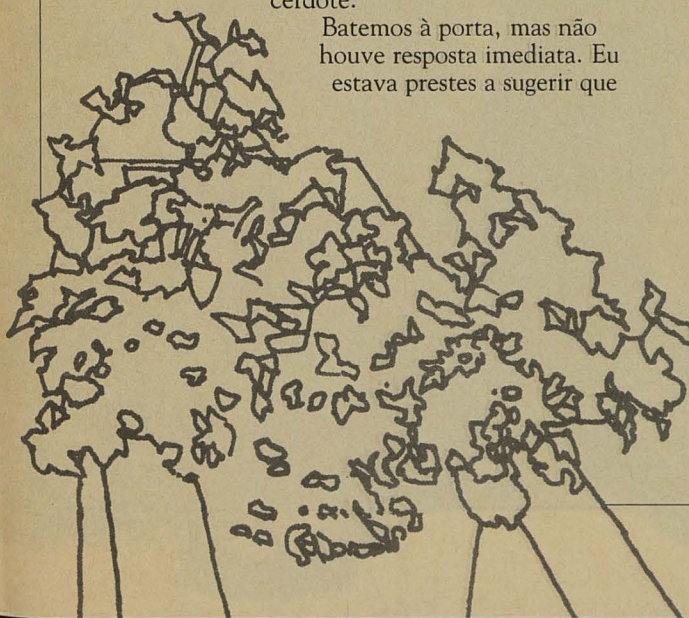 cerdote.
Batemos à porta, mas não
houve resposta imediata. Eu
estava prestes a sugerir que